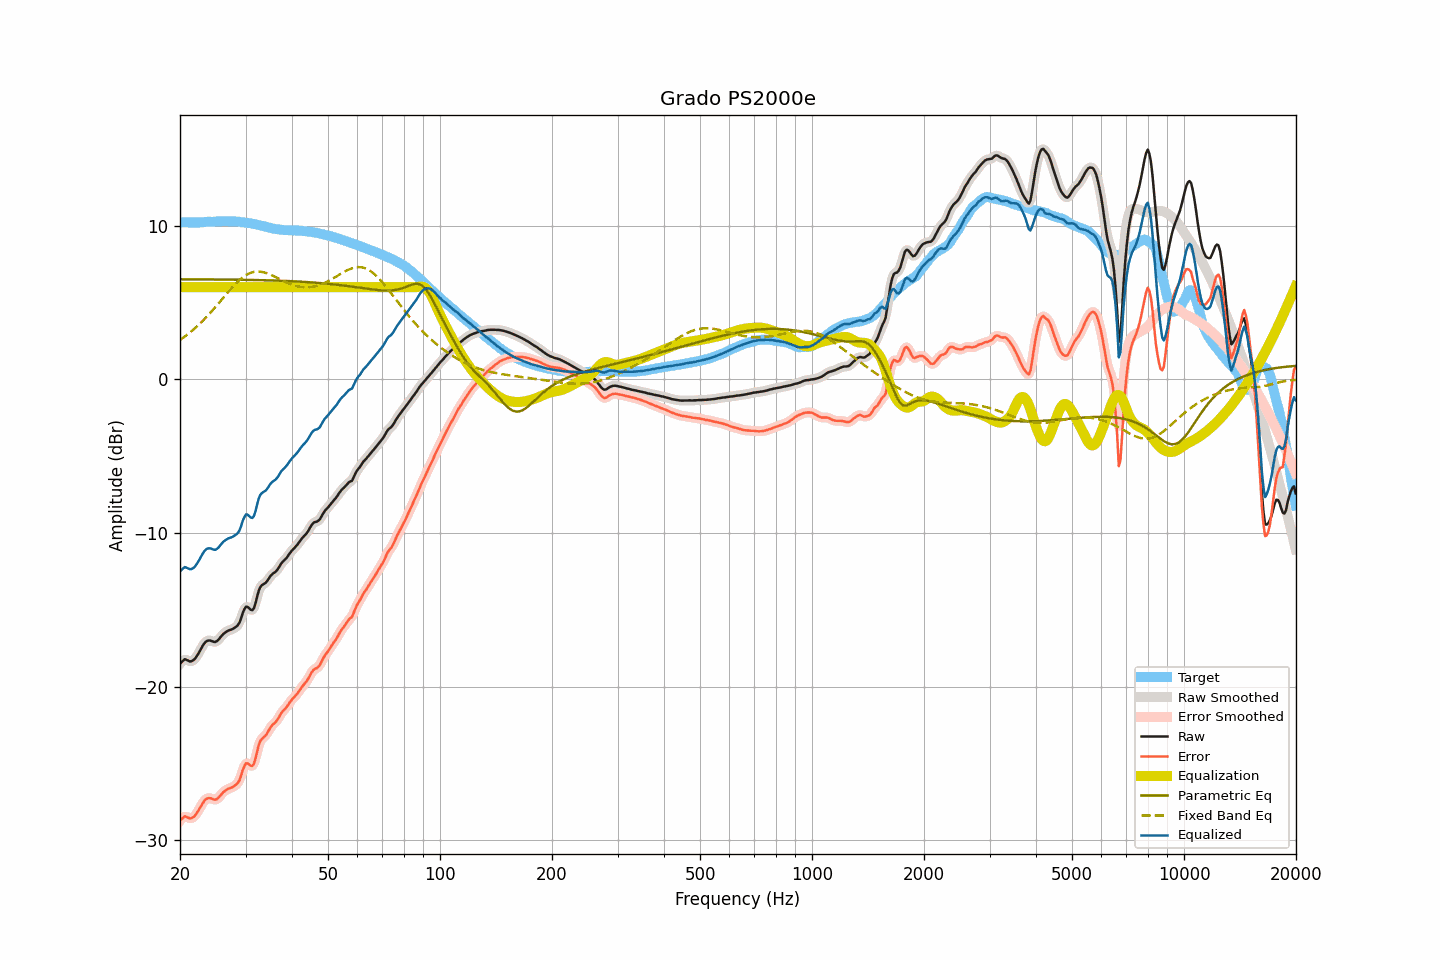 Grado PS2000e
Amplitude (dBr)
10
0
−10
−20
−30
20
50
100
200
500
1000
2000
5000
10000
20000
Frequency (Hz)
Target
Raw Smoothed
Error Smoothed
Raw
Error
Equalization
Parametric Eq
Fixed Band Eq
Equalized